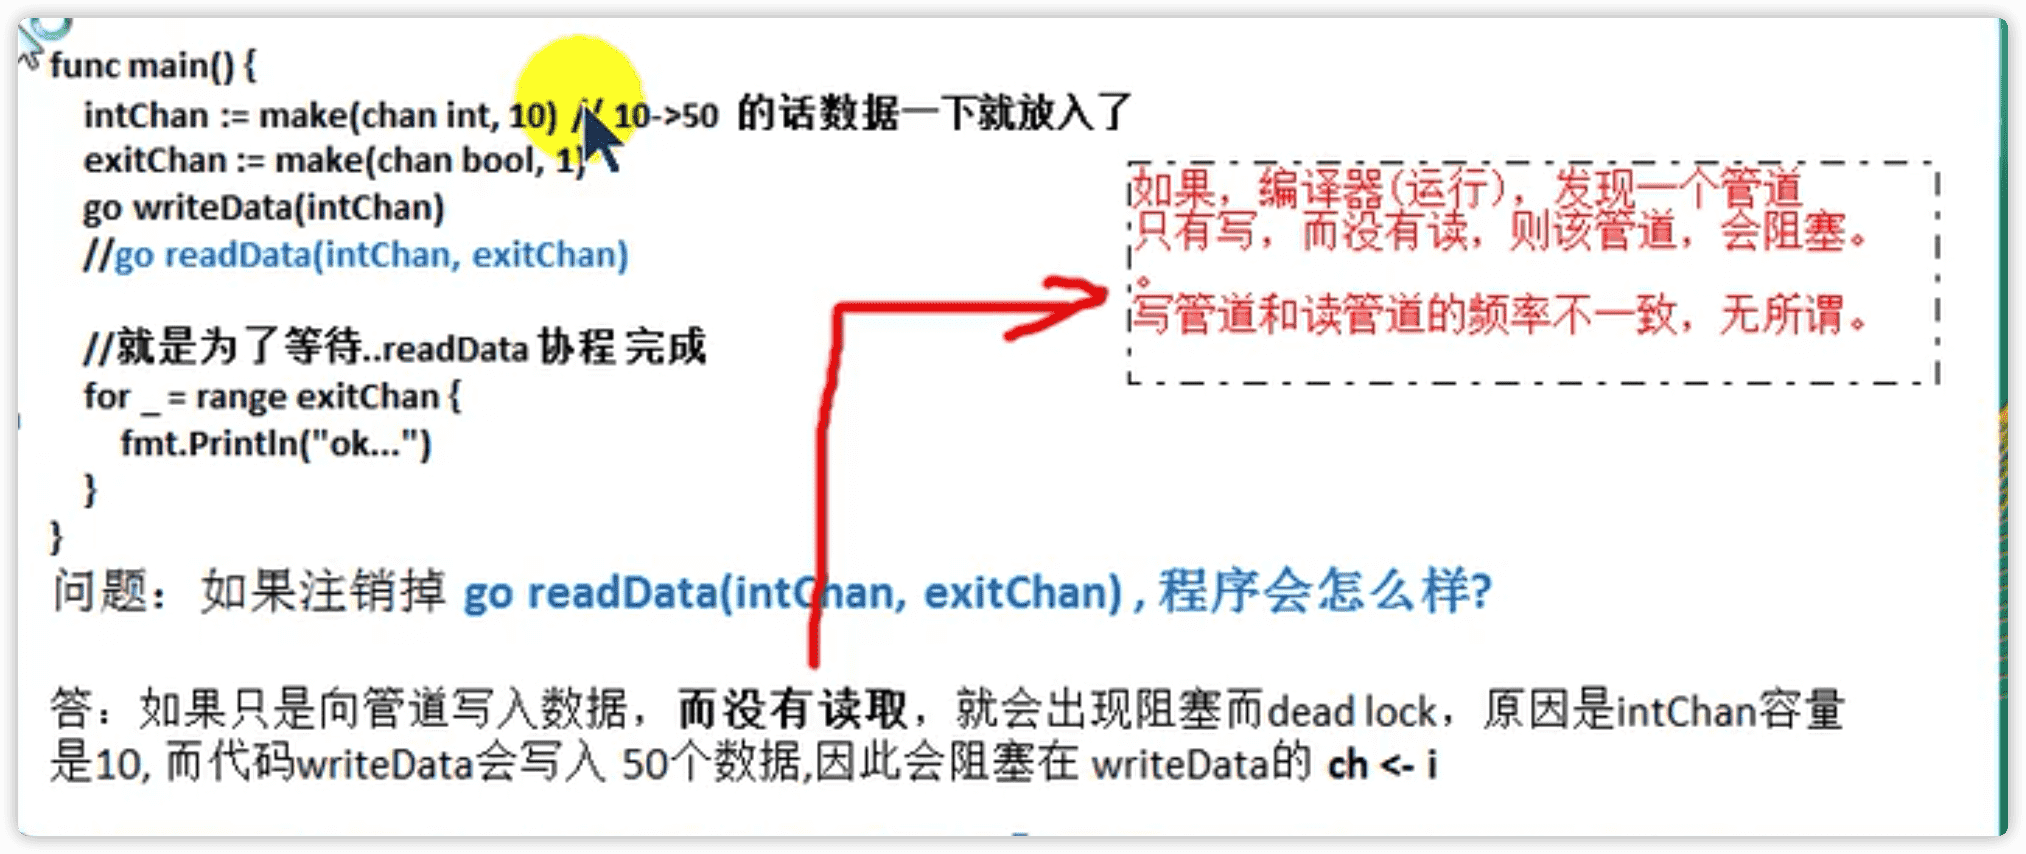 func main() {
intChan := make(chan int, 10) // 10->50 的话数据一下就放入了
exitChan := make(chan bool, 1)
go writeData(intChan)
//go readData(intChan, exitChan)
//就是为了等待..readData 协程 完成
for _ = range exitChan {
fmt.Println("ok...")
}
}
如果，编译器(运行)，发现一个管道
只有写，而没有读，则该管道，会阻塞。
。
写管道和读管道的频率不一致，无所谓。
问题：如果注销掉 go readData(intChan, exitChan) , 程序会怎么样?
答：如果只是向管道写入数据，而没有读取，就会出现阻塞而dead lock，原因是intChan容量
是10, 而代码writeData会写入 50个数据,因此会阻塞在 writeData的 ch <- i